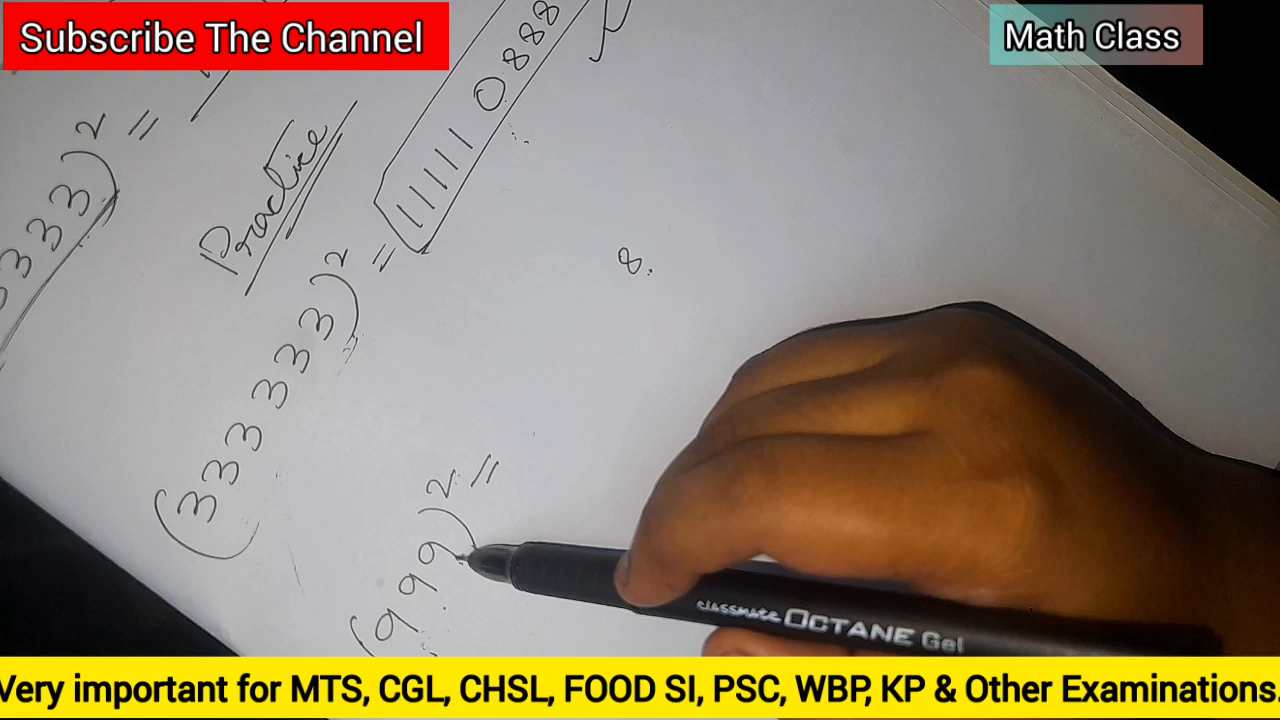 Subscribe The Channel
Math Class
333)² =
Practice
(333333)² = 111110888
8.
(999)² =
CLASSMATE OCTANE Gel
Very important for MTS, CGL, CHSL, FOOD SI, PSC, WBP, KP & Other Examinations.